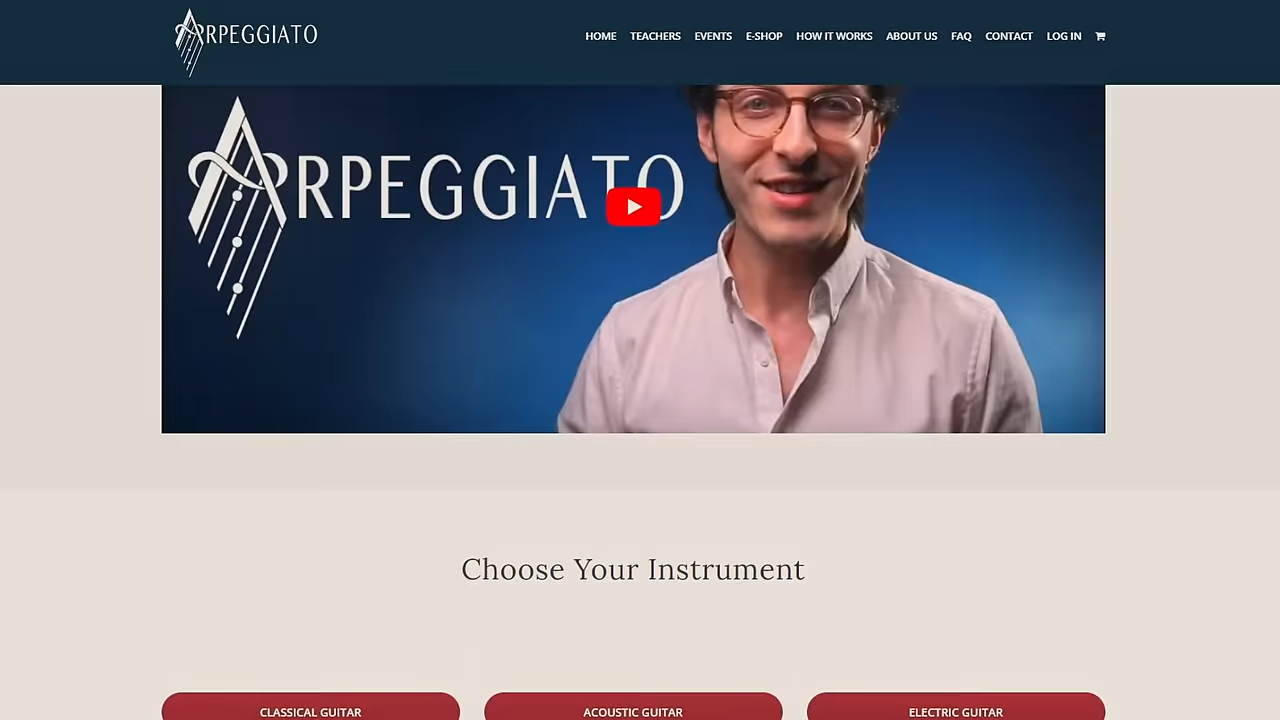 ARPEGGIATO
HOME TEACHERS EVENTS E-SHOP HOW IT WORKS ABOUT US FAQ CONTACT LOG IN
ARPEGGIATO
Choose Your Instrument
CLASSICAL GUITAR
ACOUSTIC GUITAR
ELECTRIC GUITAR